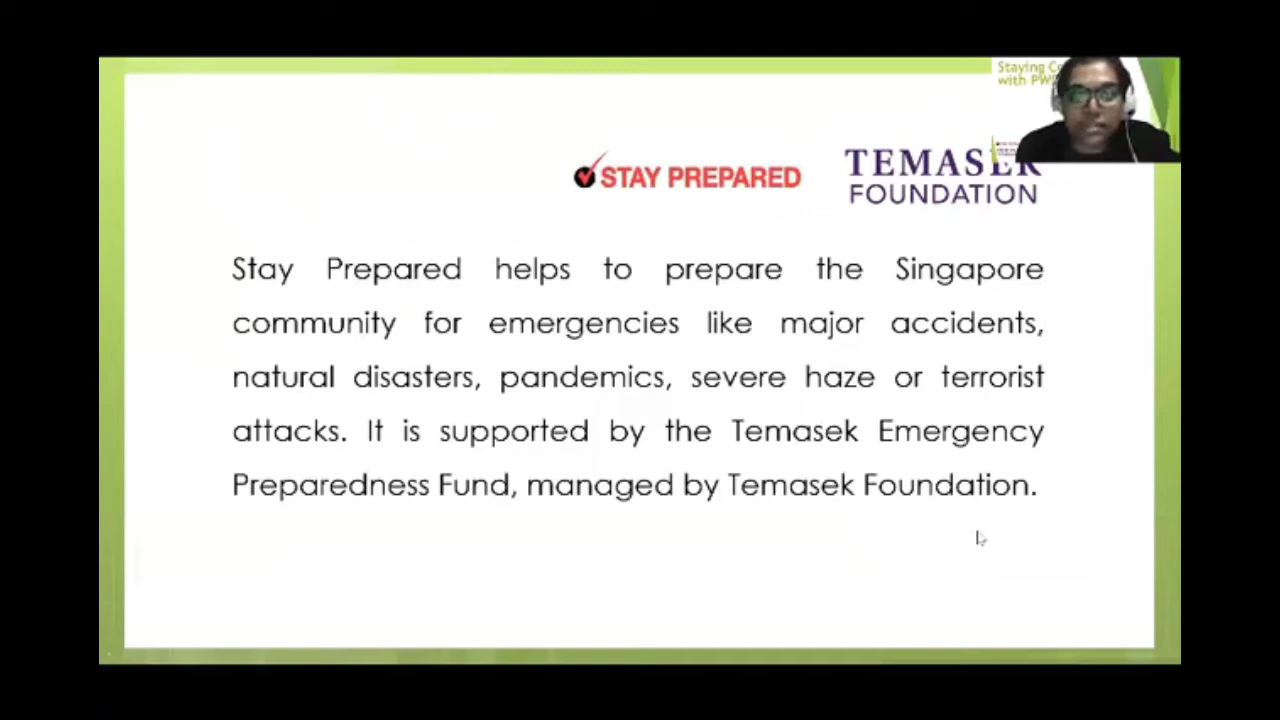 Staying
with
STAY PREPARED
TEMASEK
FOUNDATION
Stay Prepared helps to prepare the Singapore
community for emergencies like major accidents,
natural disasters, pandemics, severe haze or terrorist
attacks. It is supported by the Temasek Emergency
Preparedness Fund, managed by Temasek Foundation.